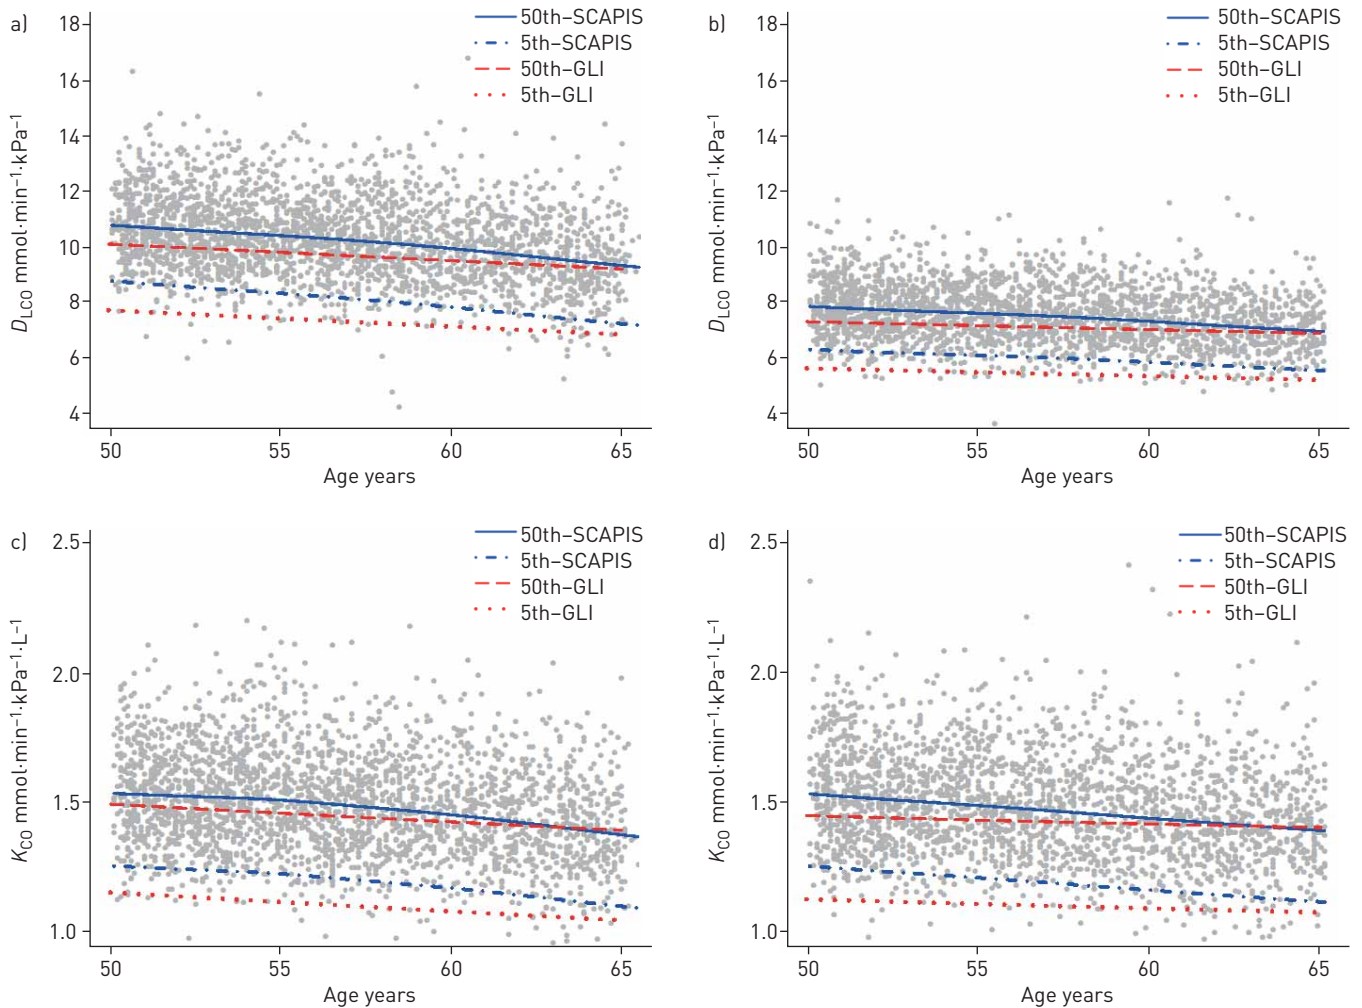 a)
50th–SCAPIS
5th–SCAPIS
50th–GLI
5th–GLI
18
16
14
12
10
8
6
4
D_LCO mmol·min⁻¹·kPa⁻¹
50 55 60 65
Age years
b)
50th–SCAPIS
5th–SCAPIS
50th–GLI
5th–GLI
18
16
14
12
10
8
6
4
D_LCO mmol·min⁻¹·kPa⁻¹
50 55 60 65
Age years
c)
50th–SCAPIS
5th–SCAPIS
50th–GLI
5th–GLI
2.5
2.0
1.5
1.0
K_CO mmol·min⁻¹·kPa⁻¹·L⁻¹
50 55 60 65
Age years
d)
50th–SCAPIS
5th–SCAPIS
50th–GLI
5th–GLI
2.5
2.0
1.5
1.0
K_CO mmol·min⁻¹·kPa⁻¹·L⁻¹
50 55 60 65
Age years